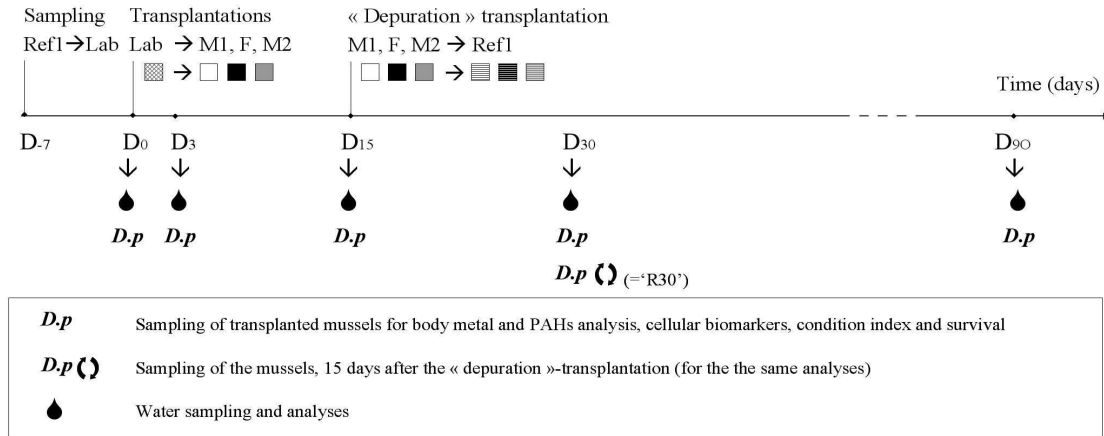 Sampling Transplantations « Depuration » transplantation
Ref1→Lab Lab → M1, F, M2 M1, F, M2 → Ref1
Time (days)
D-7 D0 D3 D15 D30 D90
D.p D.p D.p D.p D.p
D.p (=‘R30’)
D.p Sampling of transplanted mussels for body metal and PAHs analysis, cellular biomarkers, condition index and survival
D.p Sampling of the mussels, 15 days after the « depuration »-transplantation (for the the same analyses)
Water sampling and analyses